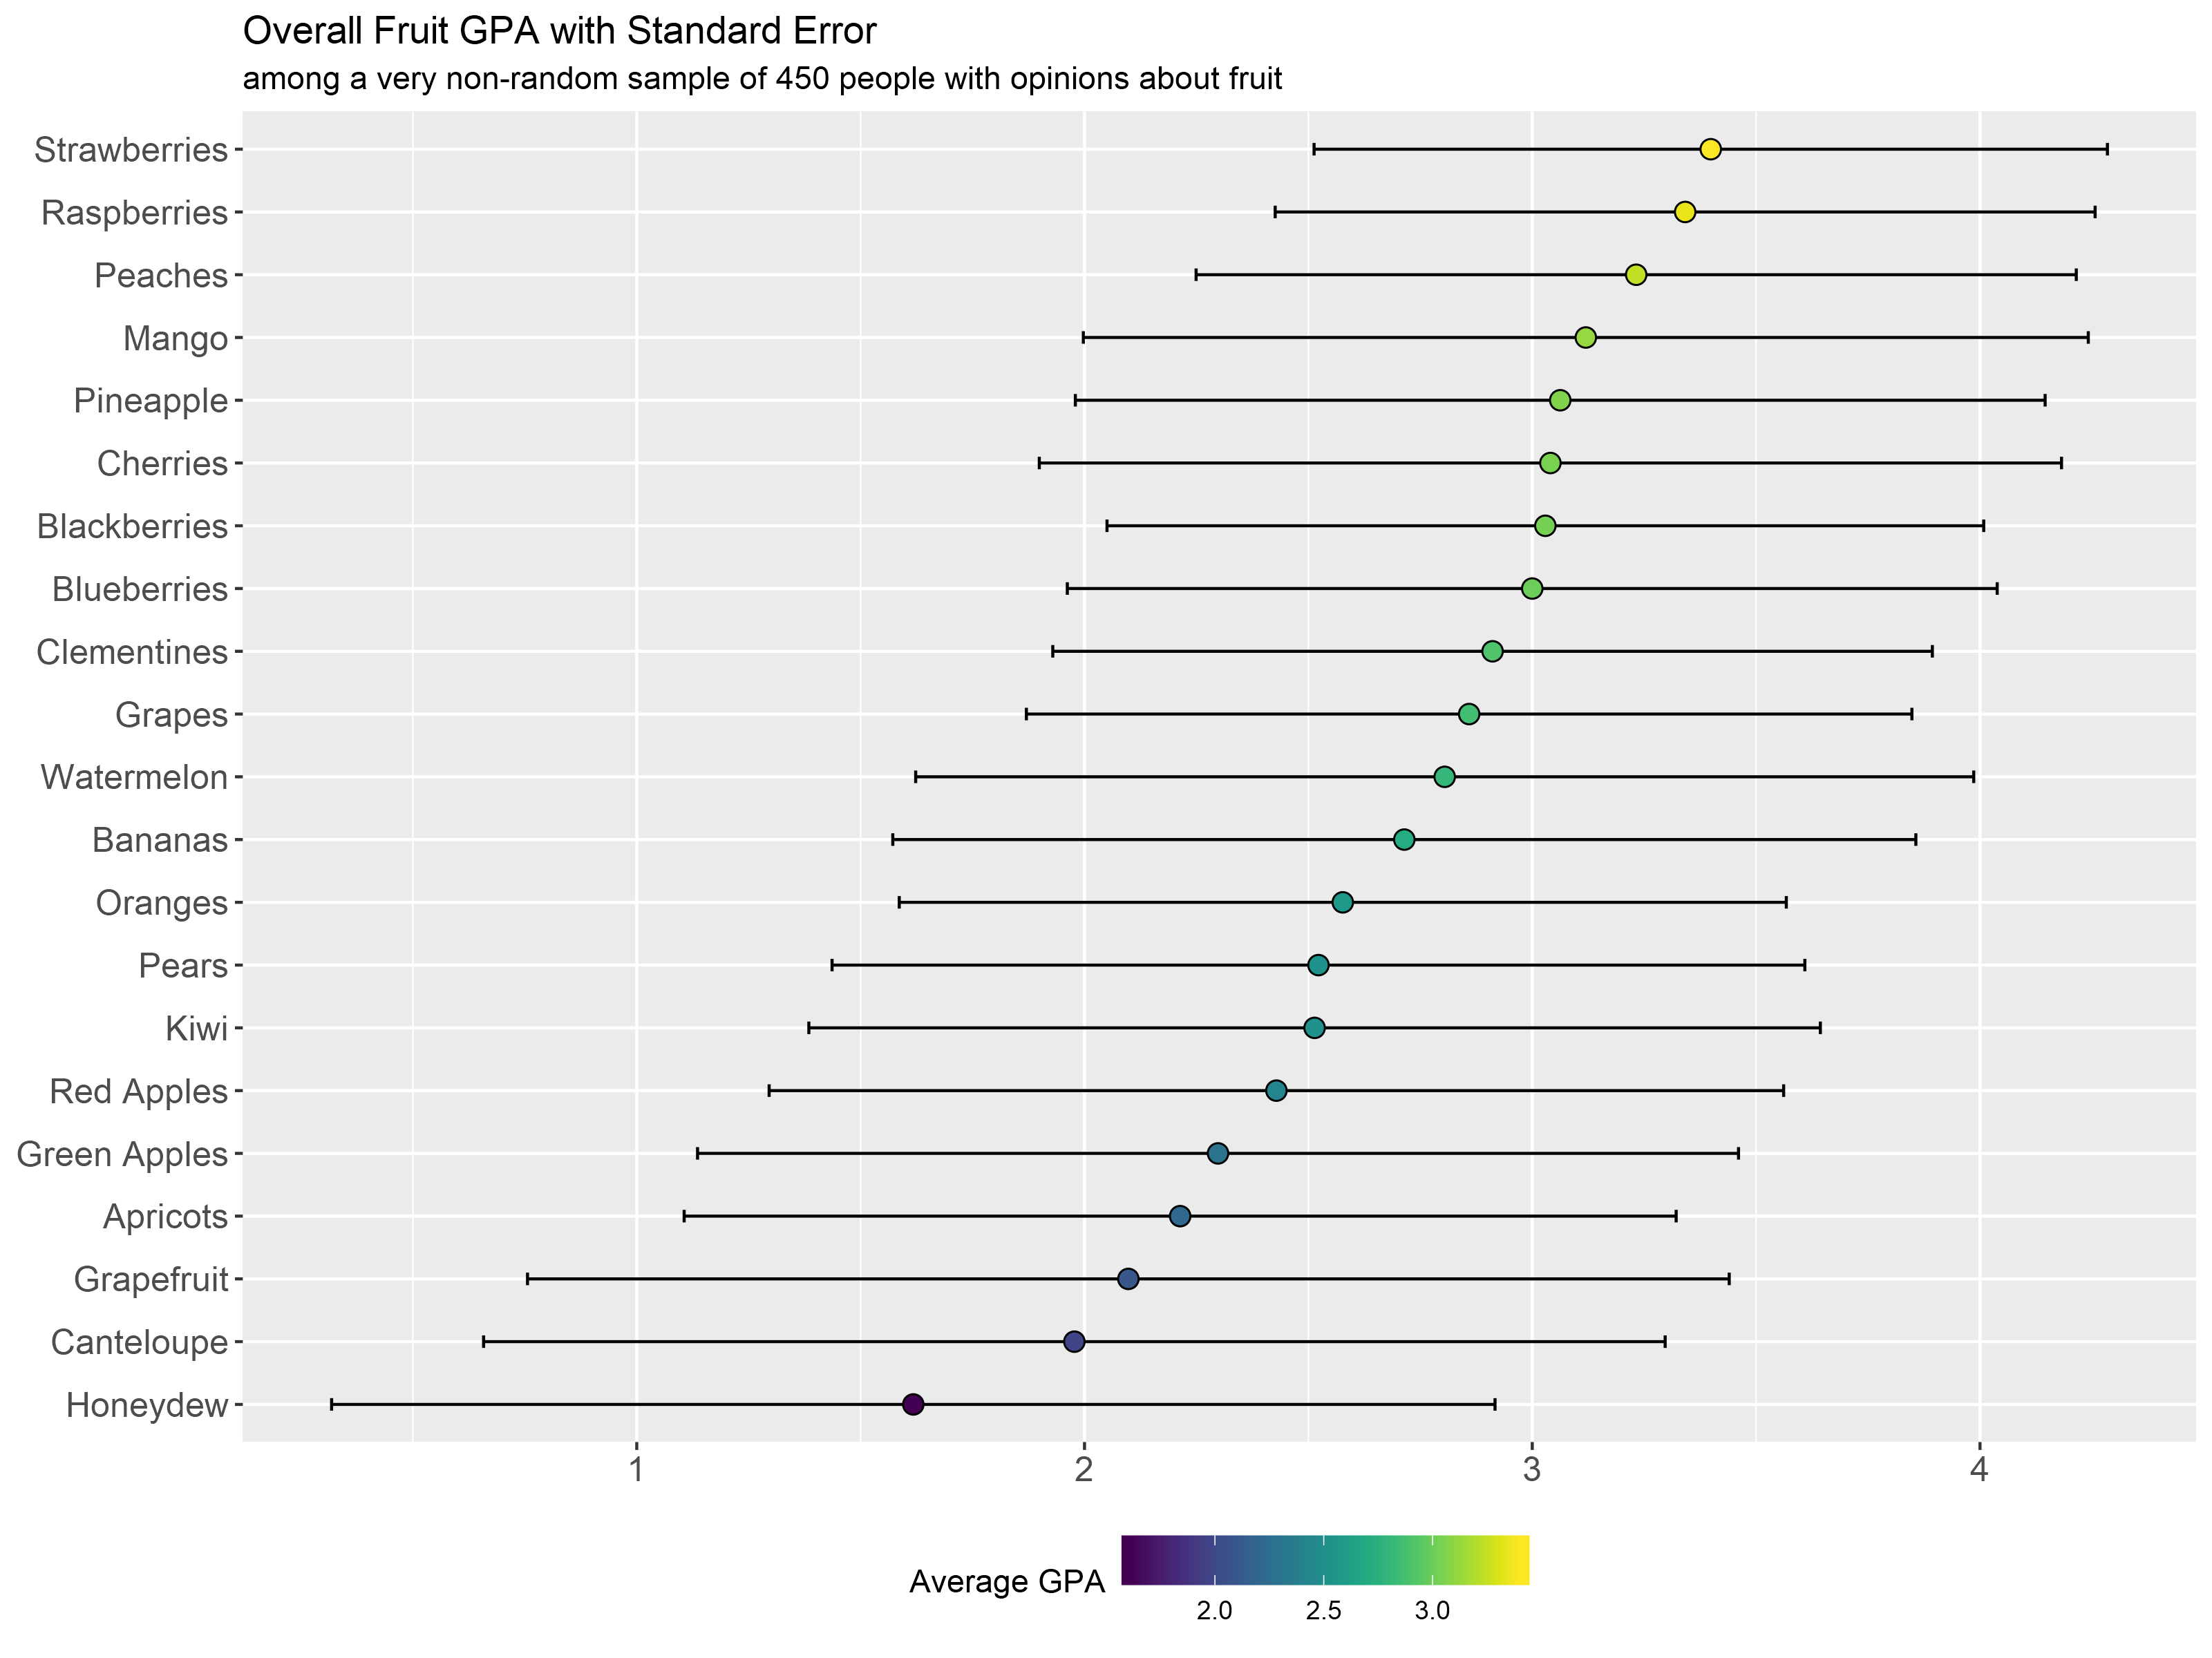 Overall Fruit GPA with Standard Error
among a very non-random sample of 450 people with opinions about fruit
Strawberries
Raspberries
Peaches
Mango
Pineapple
Cherries
Blackberries
Blueberries
Clementines
Grapes
Watermelon
Bananas
Oranges
Pears
Kiwi
Red Apples
Green Apples
Apricots
Grapefruit
Canteloupe
Honeydew
1 2 3 4
Average GPA
2.0 2.5 3.0